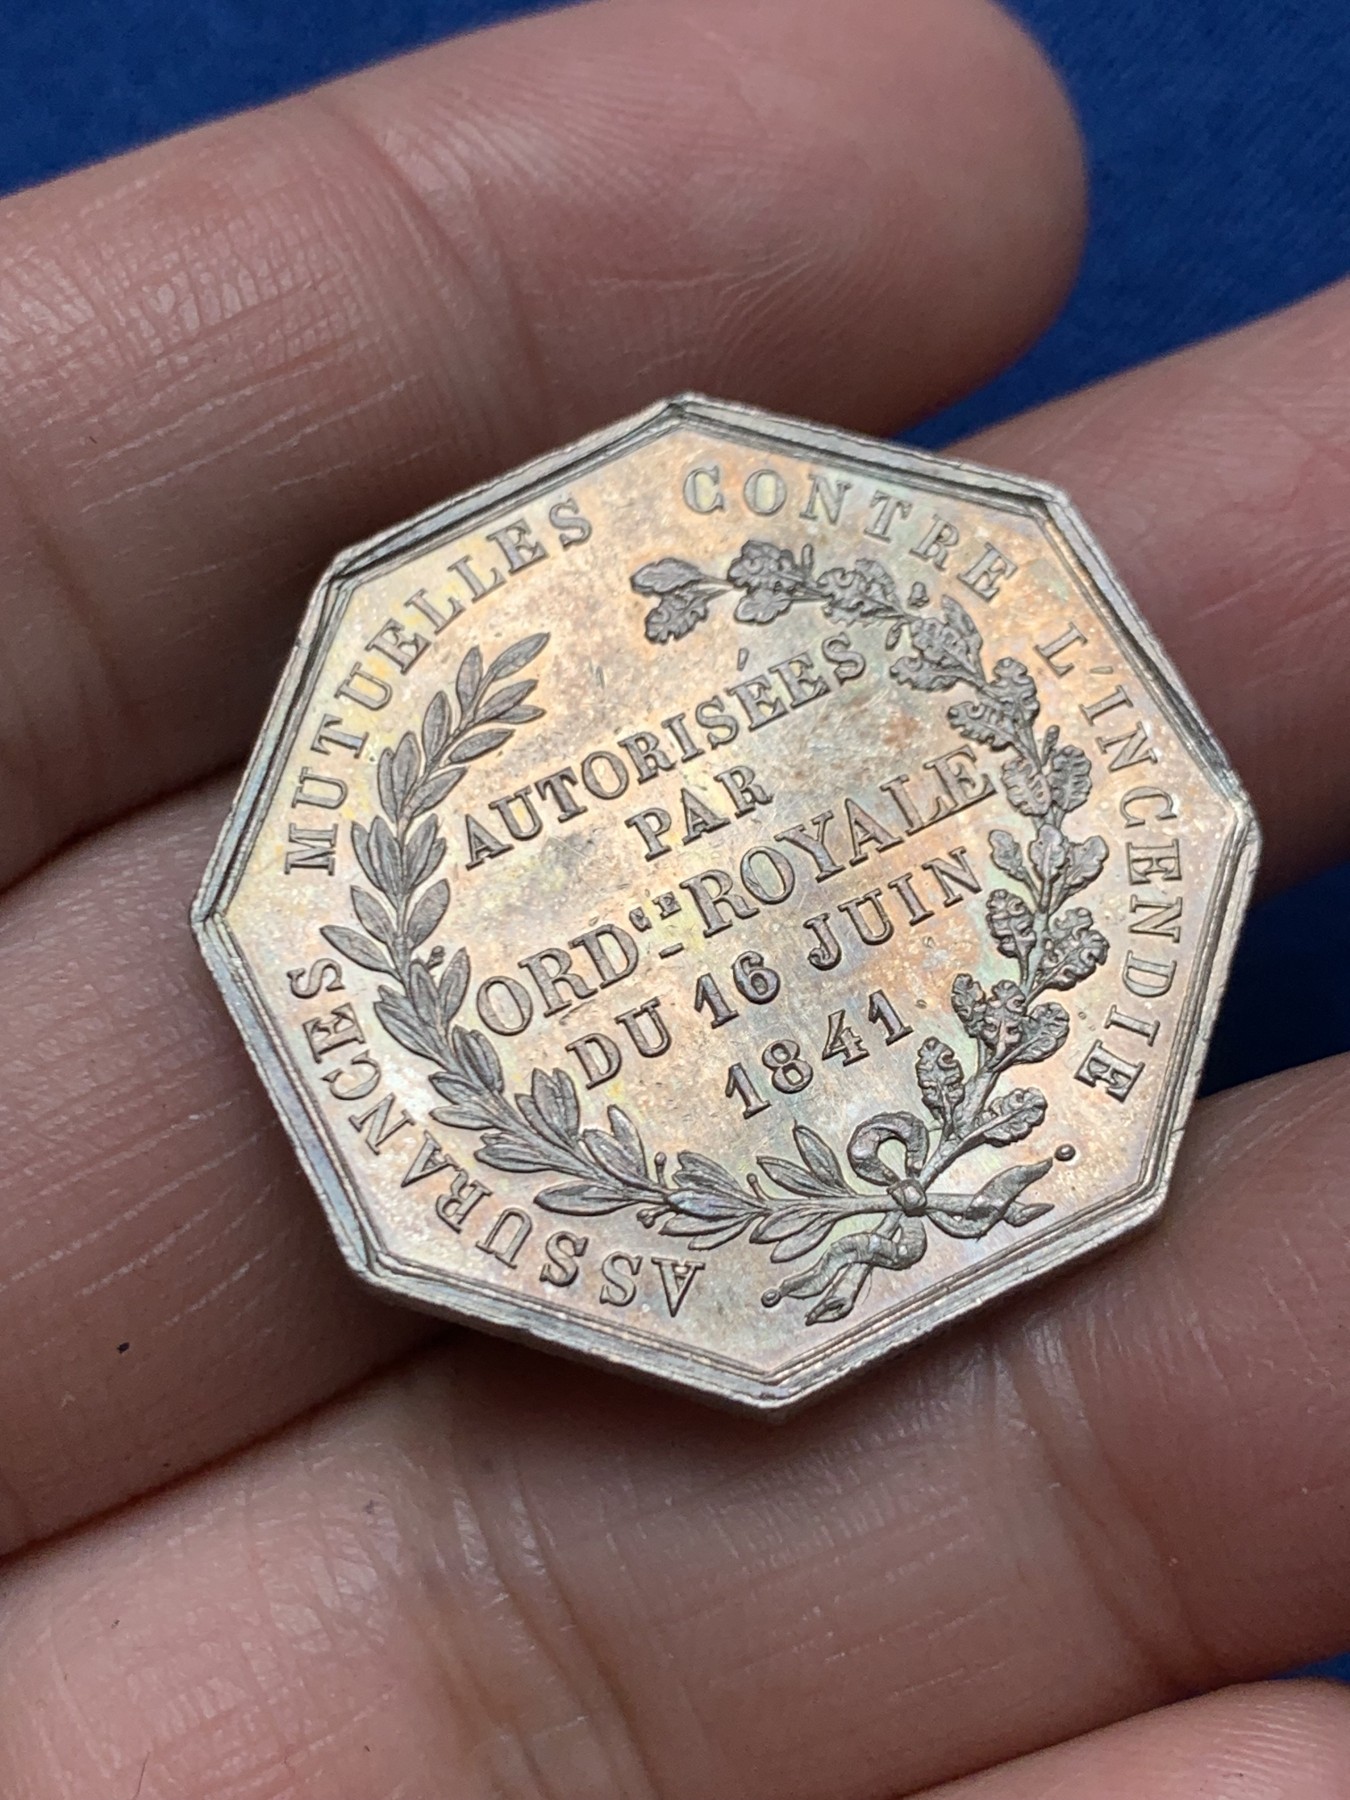 ASSURANCES MUTUELLES CONTRE L'INCENDIE
AUTORISÉES
PAR
ORD.CE ROYALE
DU 16 JUIN
1841